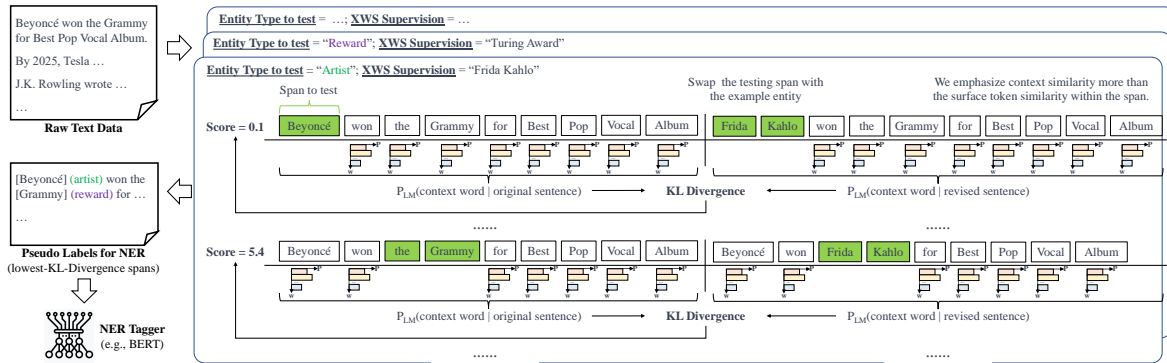 Beyoncé won the Grammy
for Best Pop Vocal Album.
By 2025, Tesla …
J.K. Rowling wrote …
…
Raw Text Data
Entity Type to test = …; XWS Supervision = …
Entity Type to test = “Reward”; XWS Supervision = “Turing Award”
Entity Type to test = “Artist”; XWS Supervision = “Frida Kahlo”
Span to test
Swap the testing span with
the example entity
We emphasize context similarity more than
the surface token similarity within the span.
Score = 0.1 Beyoncé won the Grammy for Best Pop Vocal Album Frida Kahlo won the Grammy for Best Pop Vocal Album
P P P P P P P P P P P P P P P P
w w w w w w w w w w w w w w w w
P_LM(context word | original sentence) KL Divergence P_LM(context word | revised sentence)
…… ……
Score = 5.4 Beyoncé won the Grammy for Best Pop Vocal Album Beyoncé won Frida Kahlo for Best Pop Vocal Album
P P P P P P P P P P P P P P
w w w w w w w w w w w w w w
P_LM(context word | original sentence) KL Divergence P_LM(context word | revised sentence)
…… ……
[Beyoncé] (artist) won the
[Grammy] (reward) for …
…
Pseudo Labels for NER
(lowest-KL-Divergence spans)
NER Tagger
(e.g., BERT)